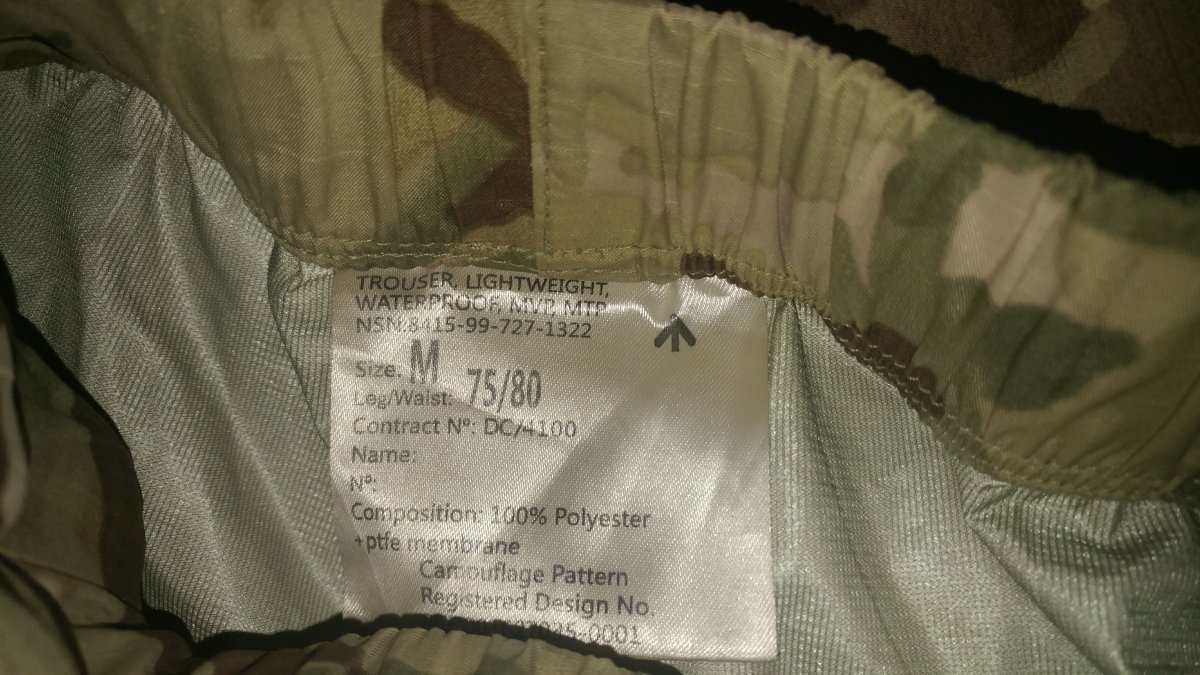 TROUSER, LIGHTWEIGHT,
WATERPROOF, MVP, MTP
NSN:8415-99-727-1322
Size: M
Leg/Waist: 75/80
Contract Nº: DC/4100
Name:
Nº:
Composition: 100% Polyester
+ptfe membrane
Camouflage Pattern
Registered Design No.